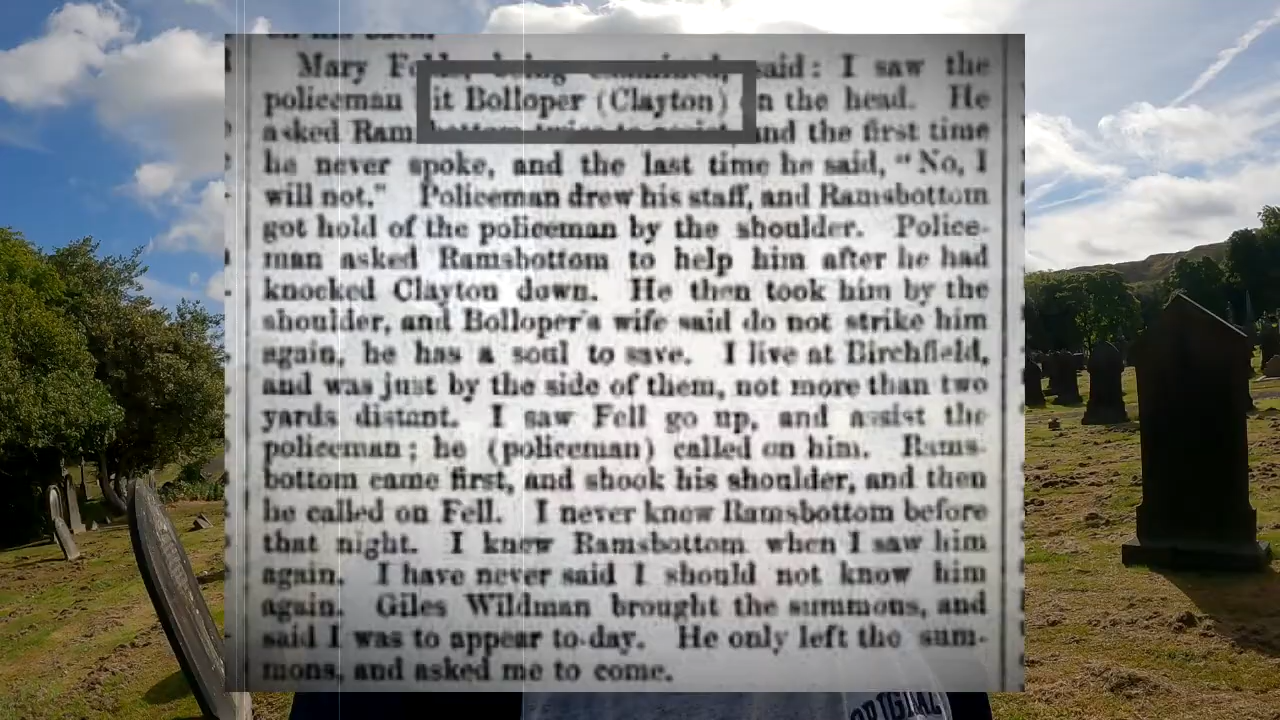 Mary said: I saw the
policeman it Bolloper (Clayton) n the head. He
asked Ram and the first time
he never spoke, and the last time he said, "No, I
will not." Policeman drew his staff, and Ramsbottom
got hold of the policeman by the shoulder. Police-
man asked Ramsbottom to help him after he had
knocked Clayton down. He then took him by the
shoulder, and Bolloper's wife said do not strike him
again, he has a soul to save. I live at Birchfield,
and was just by the side of them, not more than two
yards distant. I saw Fell go up, and assist the
policeman; he (policeman) called on him. Rams-
bottom came first, and shook his shoulder, and then
he called on Fell. I never knew Ramsbottom before
that night. I knew Ramsbottom when I saw him
again. I have never said I should not know him
again. Giles Wildman brought the summons, and
said I was to appear to-day. He only left the sum-
mons, and asked me to come.
ORIGINAL